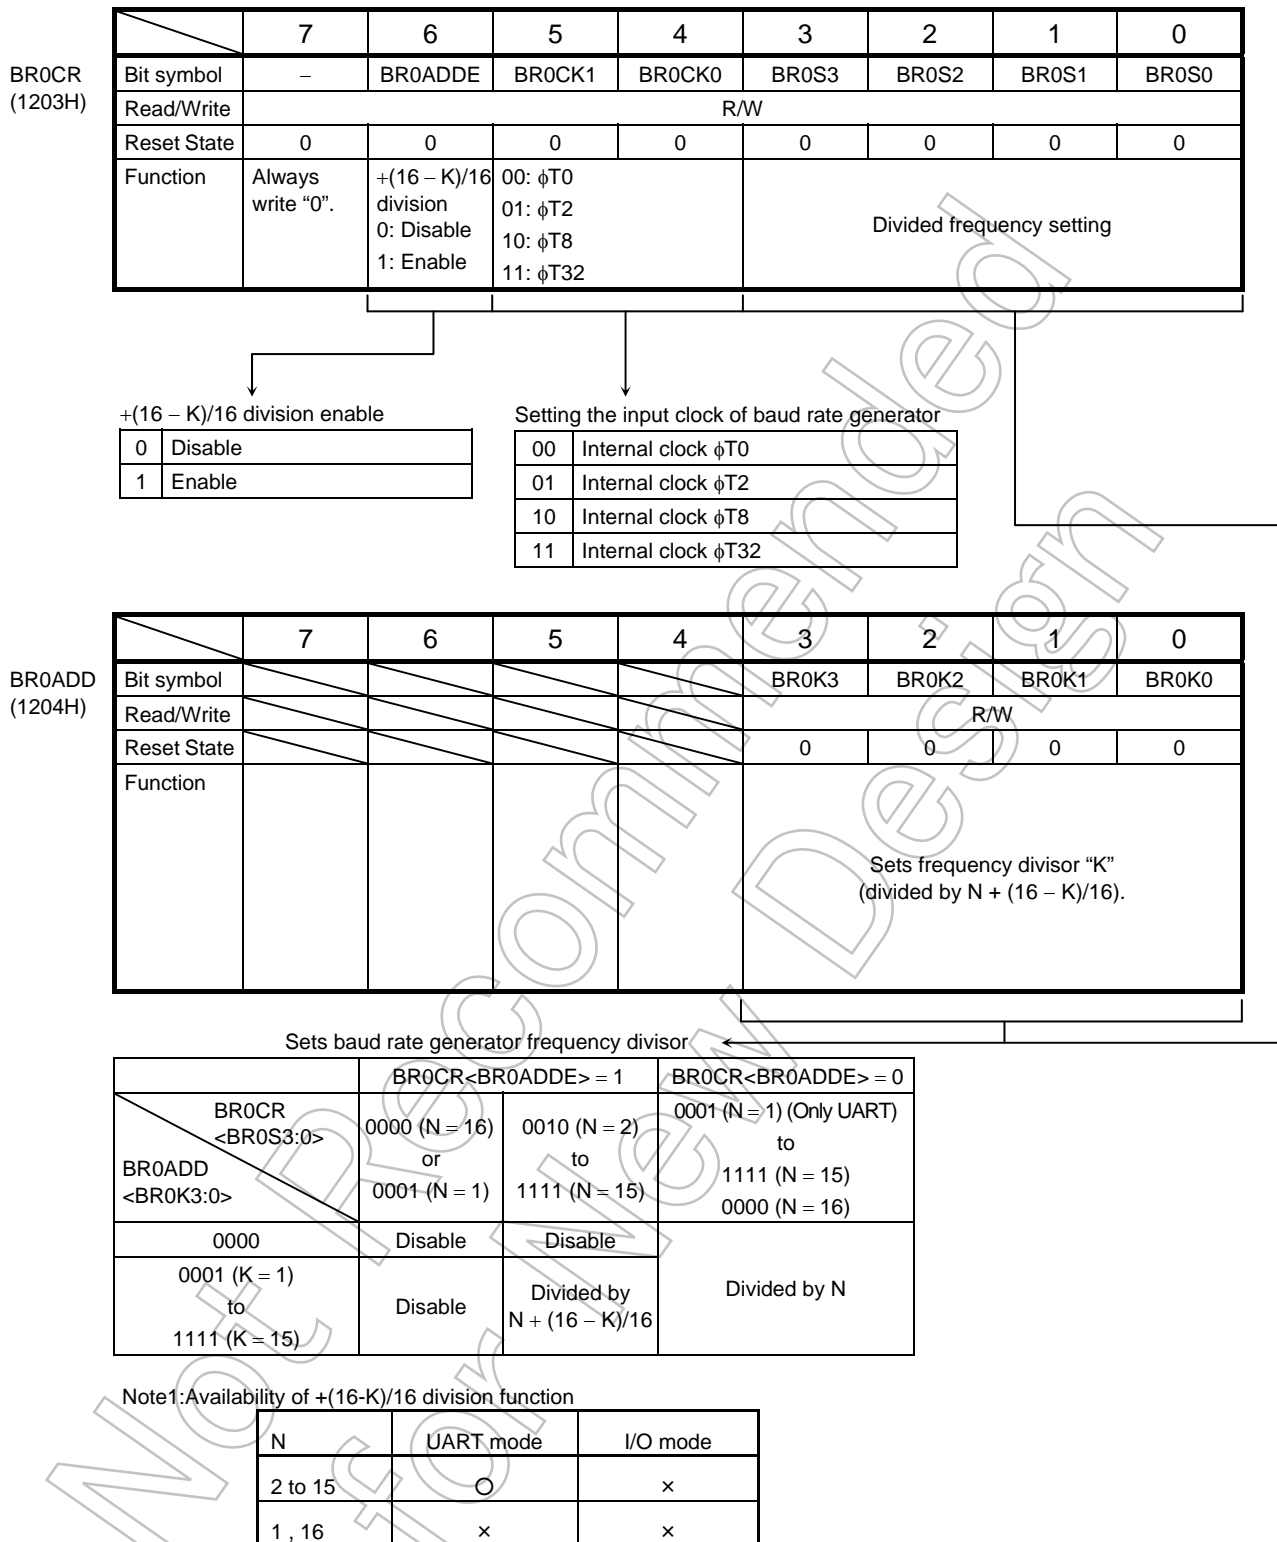 7 6 5 4 3 2 1 0
BR0CR
(1203H)
Bit symbol – BR0ADDE BR0CK1 BR0CK0 BR0S3 BR0S2 BR0S1 BR0S0
Read/Write R/W
Reset State 0 0 0 0 0 0 0 0
Function
Always
write “0”.
+(16 – K)/16
division
0: Disable
1: Enable
00: ϕT0
01: ϕT2
10: ϕT8
11: ϕT32
Divided frequency setting
+(16 – K)/16 division enable
0 Disable
1 Enable
Setting the input clock of baud rate generator
00 Internal clock ϕT0
01 Internal clock ϕT2
10 Internal clock ϕT8
11 Internal clock ϕT32
7 6 5 4 3 2 1 0
BR0ADD
(1204H)
Bit symbol BR0K3 BR0K2 BR0K1 BR0K0
Read/Write R/W
Reset State 0 0 0 0
Function
Sets frequency divisor “K”
(divided by N + (16 – K)/16).
Sets baud rate generator frequency divisor
BR0CR<BR0ADDE> = 1 BR0CR<BR0ADDE> = 0
BR0CR
<BR0S3:0>
BR0ADD
<BR0K3:0>
0000 (N = 16)
or
0001 (N = 1)
0010 (N = 2)
to
1111 (N = 15)
0001 (N = 1) (Only UART)
to
1111 (N = 15)
0000 (N = 16)
0000 Disable Disable
0001 (K = 1)
to
1111 (K = 15)
Disable
Divided by
N + (16 – K)/16
Divided by N
Note1:Availability of +(16-K)/16 division function
N UART mode I/O mode
2 to 15 ○ ×
1 , 16 × ×
Not Recommended
for New Design